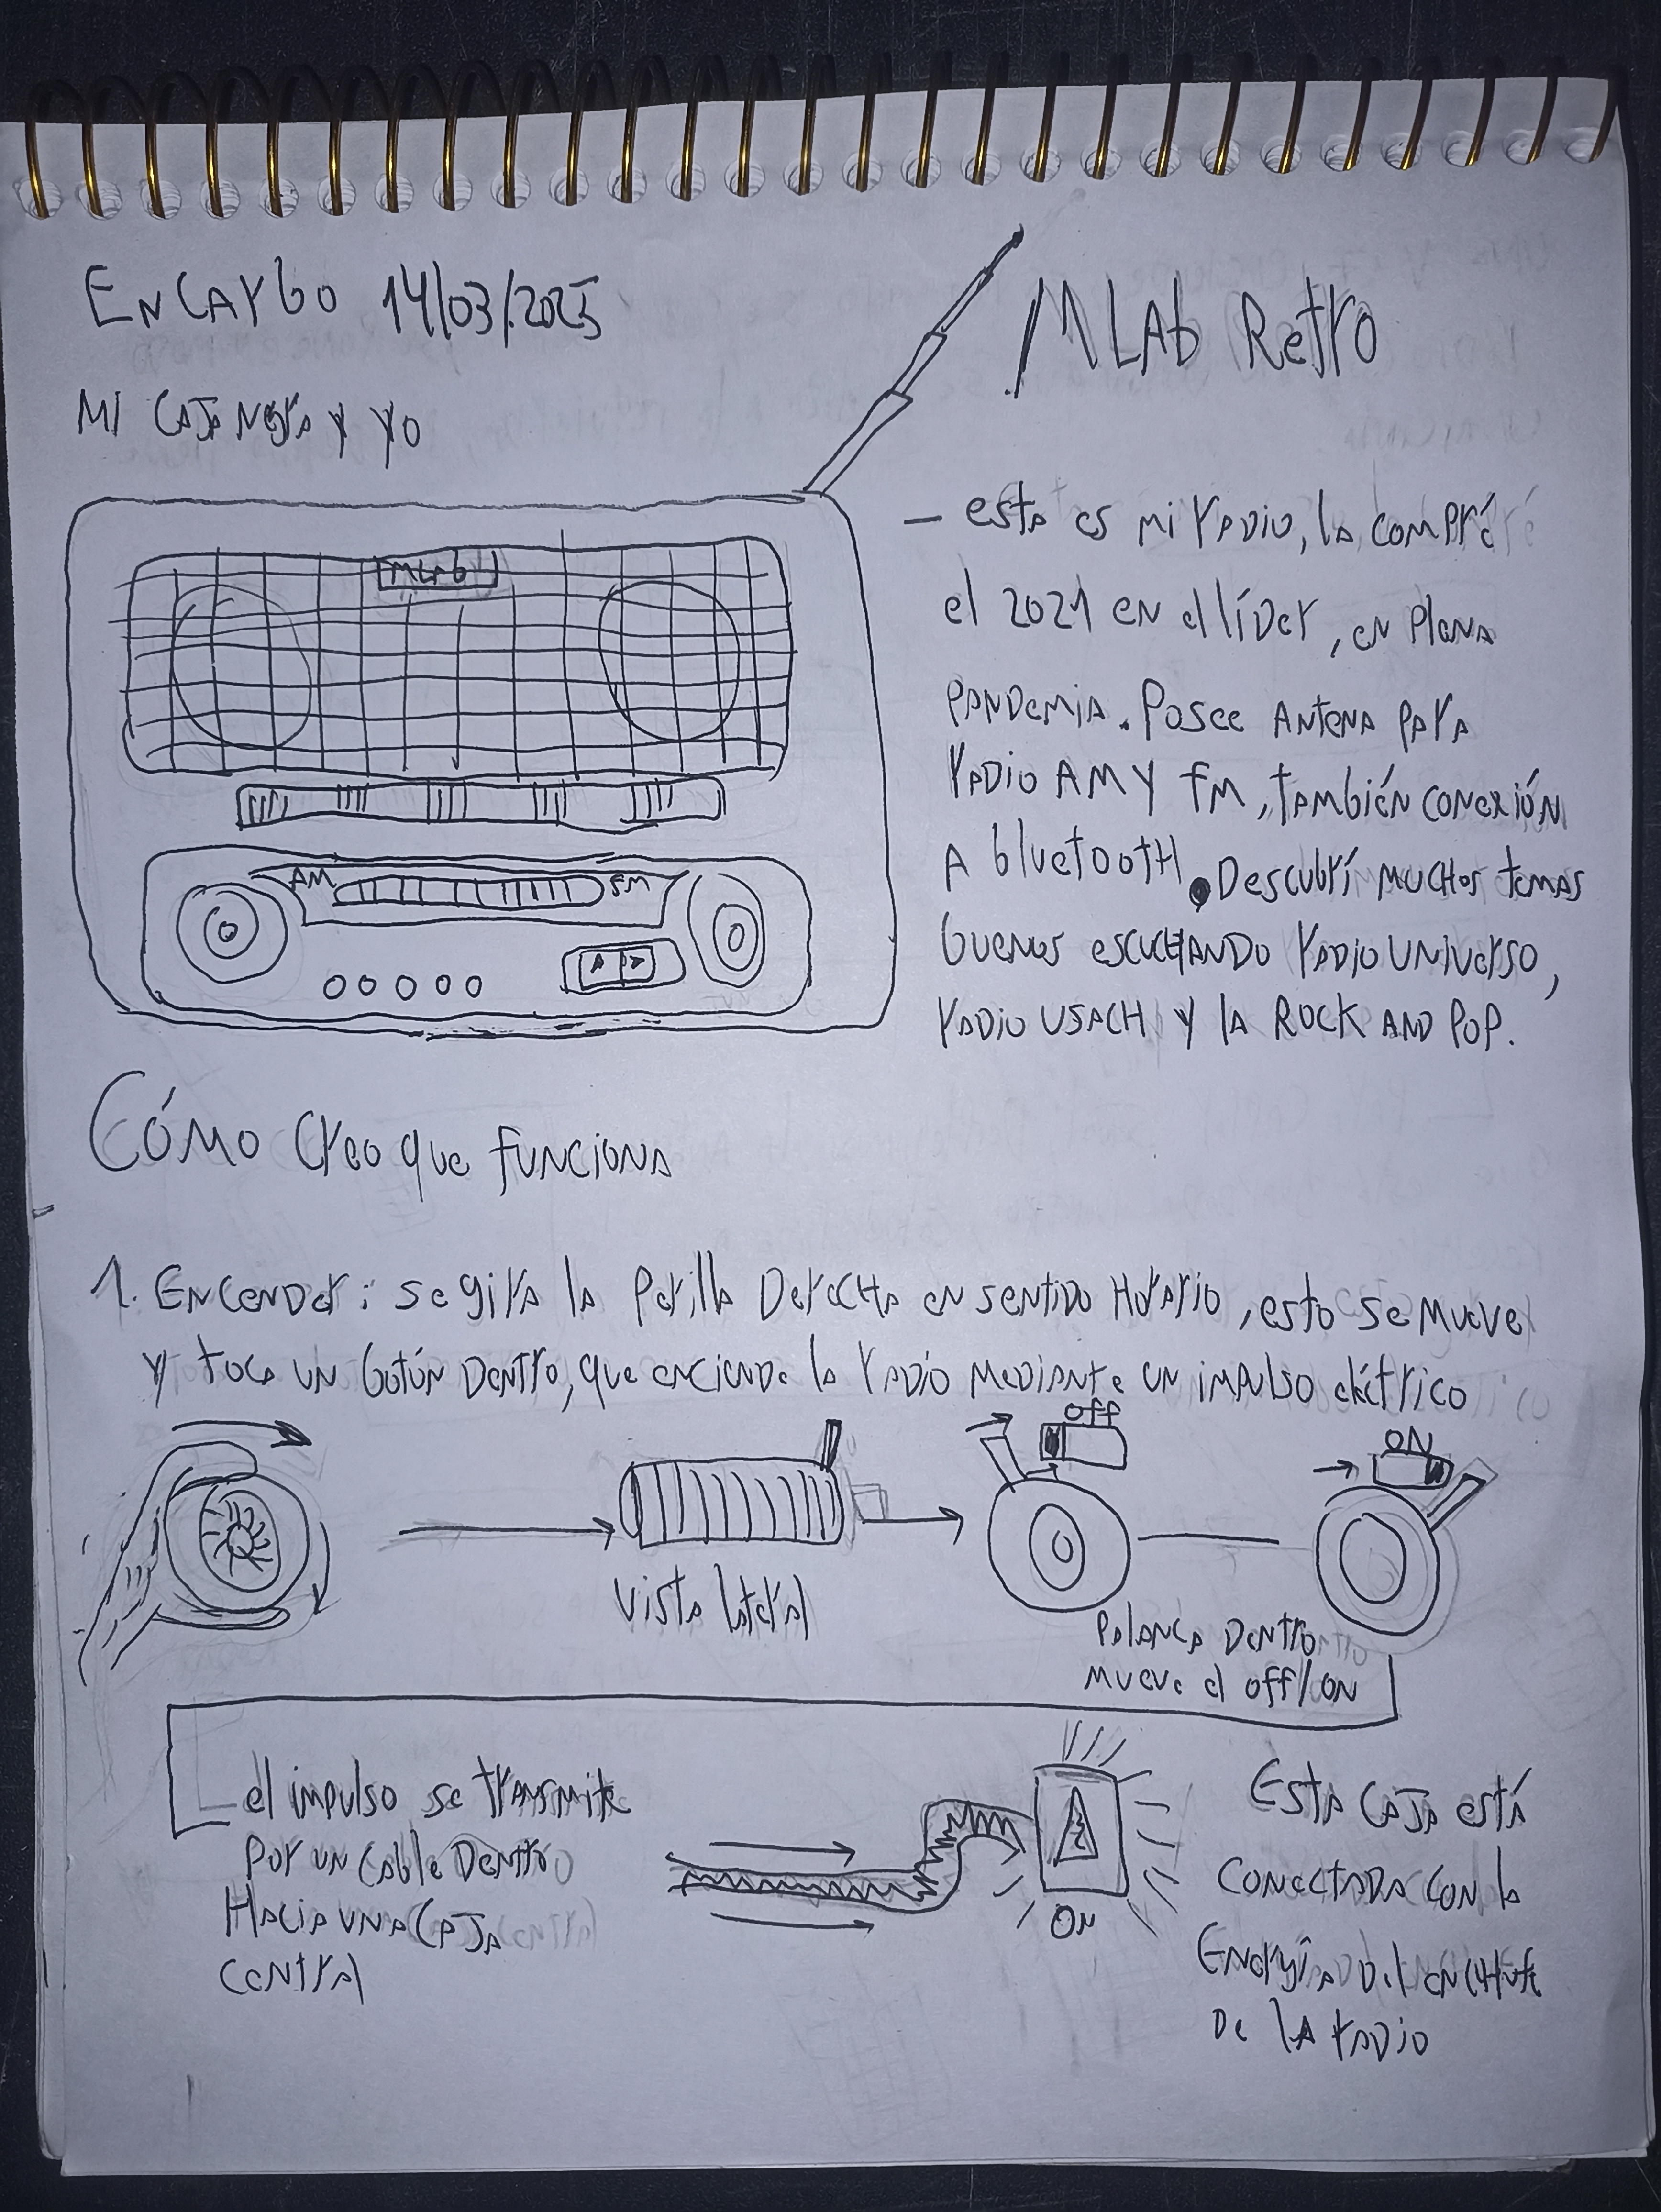 Encargo 14/03/2025
MLAb Retro
Mi caja negra y yo
MLAb
AM
FM
- esta es mi radio, la compré
el 2021 en el líder, en plena
pandemia. Posee antena para
radio AM y FM, también conexión
a bluetooth. Descubrí muchos temas
buenos escuchando radio universo,
radio USACH y la ROCK AND POP.
Cómo creo que funciona
1. Encender: se gira la perilla derecha en sentido horario, esto se mueve
y toca un botón dentro, que enciende la radio mediante un impulso eléctrico
off
ON
vista lateral
Palanca dentro
mueve el off/on
el impulso se transmite
por un cable dentro
hacia una caja
central
ON
Esta caja está
conectada con la
energía del enchufe
de la radio